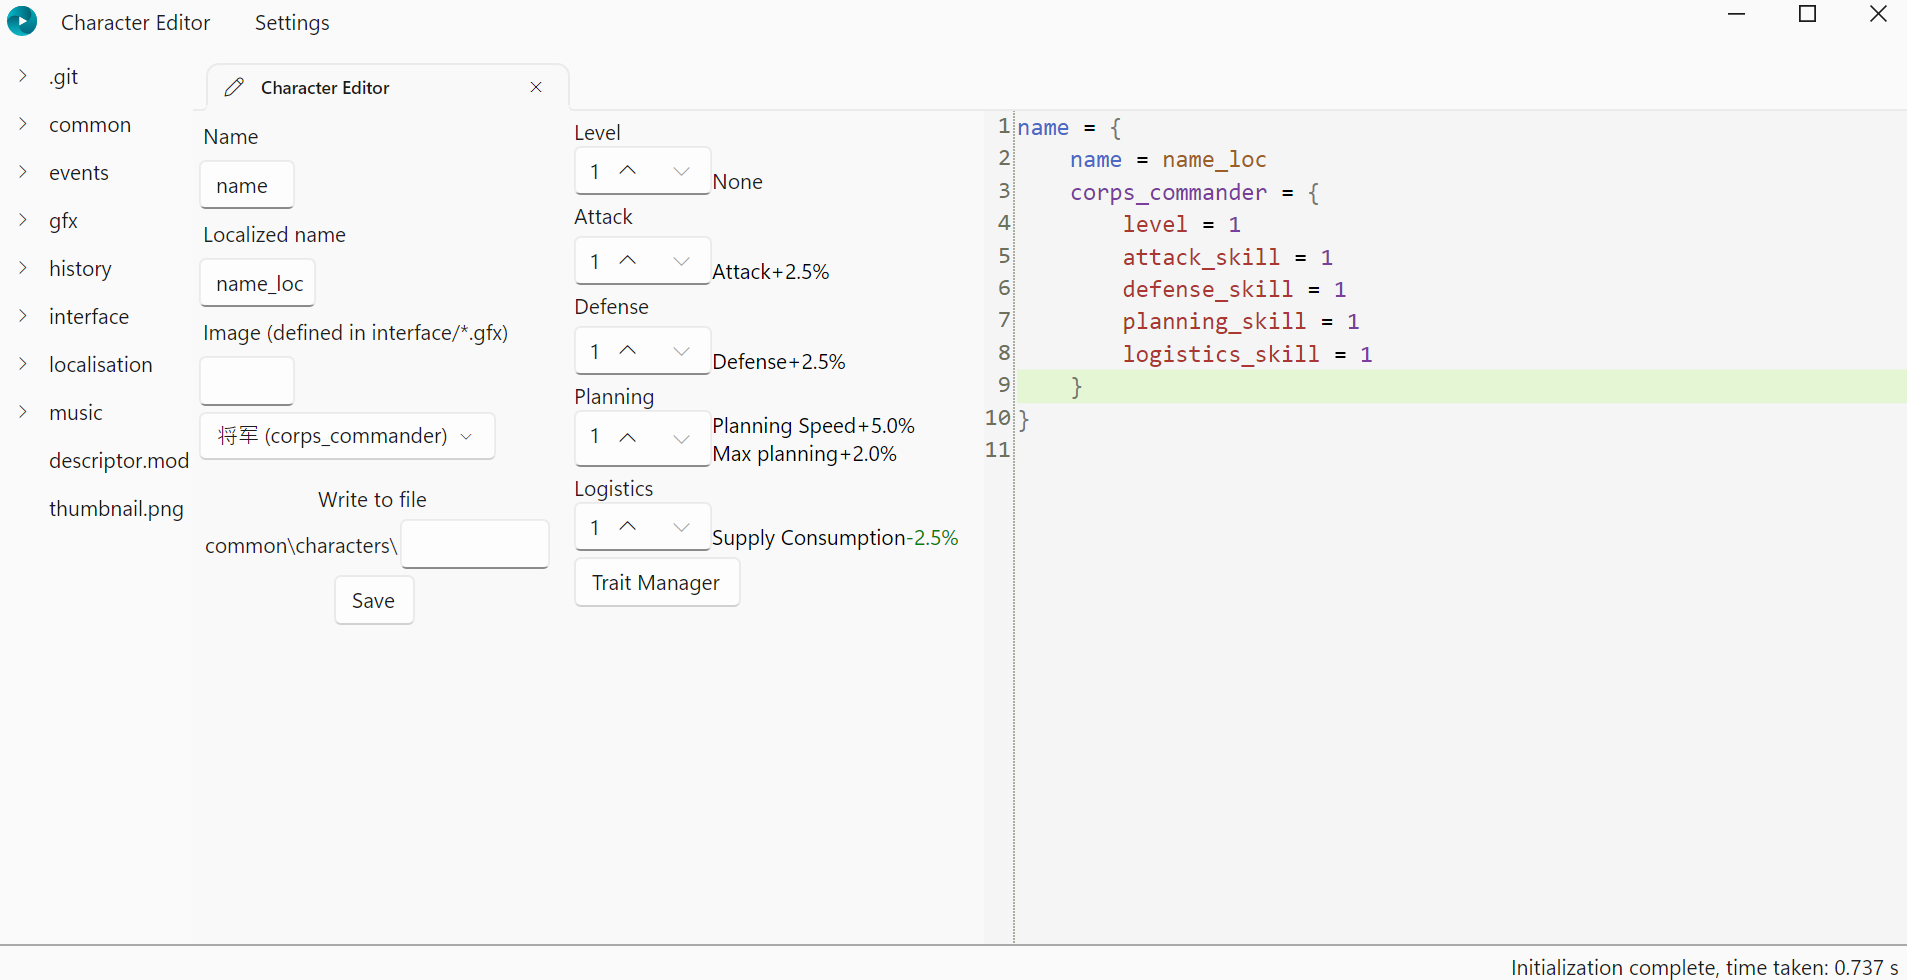 Character Editor
Settings
.git
common
events
gfx
history
interface
localisation
music
descriptor.mod
thumbnail.png
Character Editor
Name
name
Localized name
name_loc
Image (defined in interface/*.gfx)
将军 (corps_commander)
Write to file
common\characters\
Save
Level
1
None
Attack
1
Attack+2.5%
Defense
1
Defense+2.5%
Planning
1
Planning Speed+5.0%
Max planning+2.0%
Logistics
1
Supply Consumption-2.5%
Trait Manager
1 name = {
2     name = name_loc
3     corps_commander = {
4         level = 1
5         attack_skill = 1
6         defense_skill = 1
7         planning_skill = 1
8         logistics_skill = 1
9     }
10 }
11
Initialization complete, time taken: 0.737 s